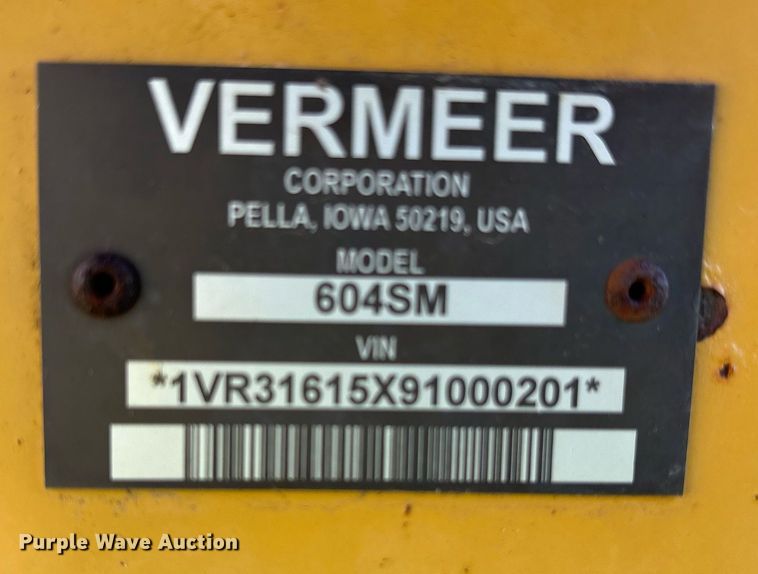 VERMEER
CORPORATION
PELLA, IOWA 50219, USA
MODEL
604SM
VIN
*1VR31615X91000201*
Purple Wave Auction